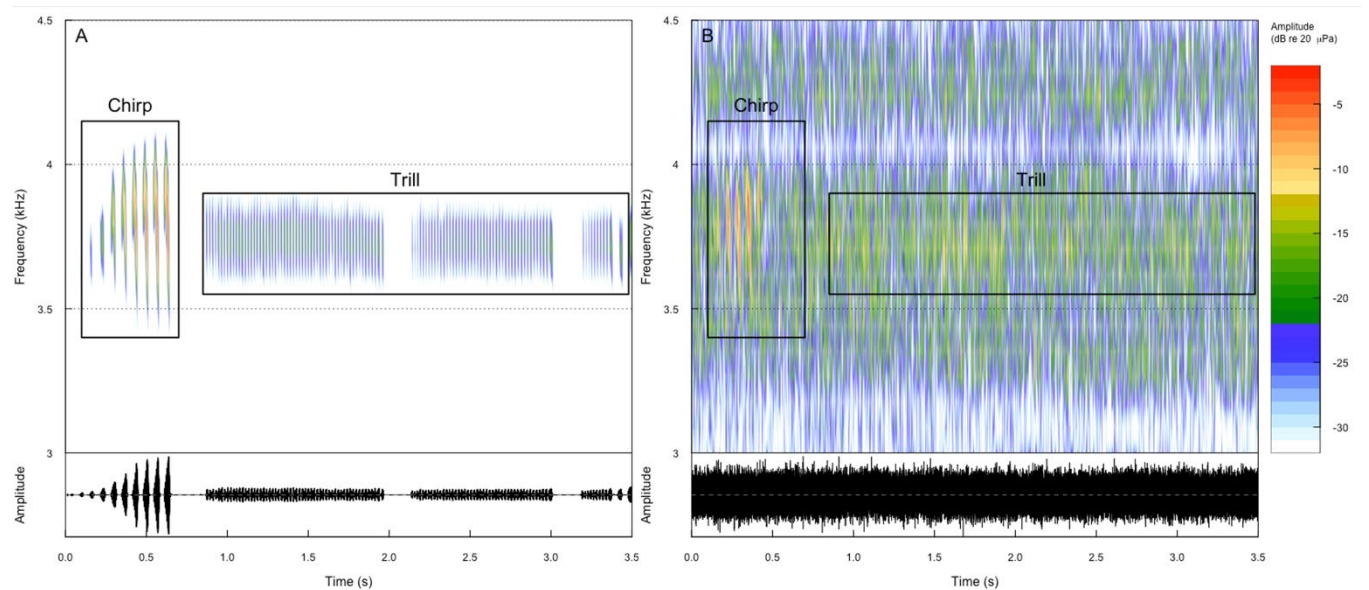 A
4.5
4
3.5
3
Frequency (kHz)
Chirp
Trill
Amplitude
0.0 0.5 1.0 1.5 2.0 2.5 3.0 3.5
Time (s)
B
4.5
4
3.5
3
Frequency (kHz)
Chirp
Trill
Amplitude
0.0 0.5 1.0 1.5 2.0 2.5 3.0 3.5
Time (s)
Amplitude
(dB re 20 μPa)
-5
-10
-15
-20
-25
-30